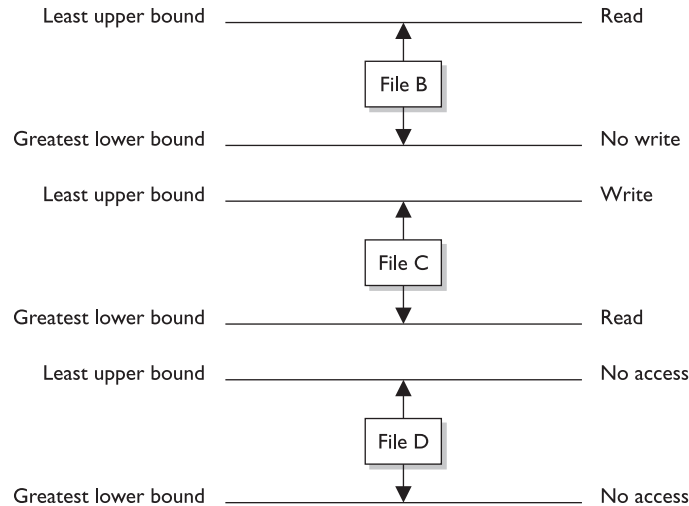 Least upper bound Read
File B
Greatest lower bound No write
Least upper bound Write
File C
Greatest lower bound Read
Least upper bound No access
File D
Greatest lower bound No access